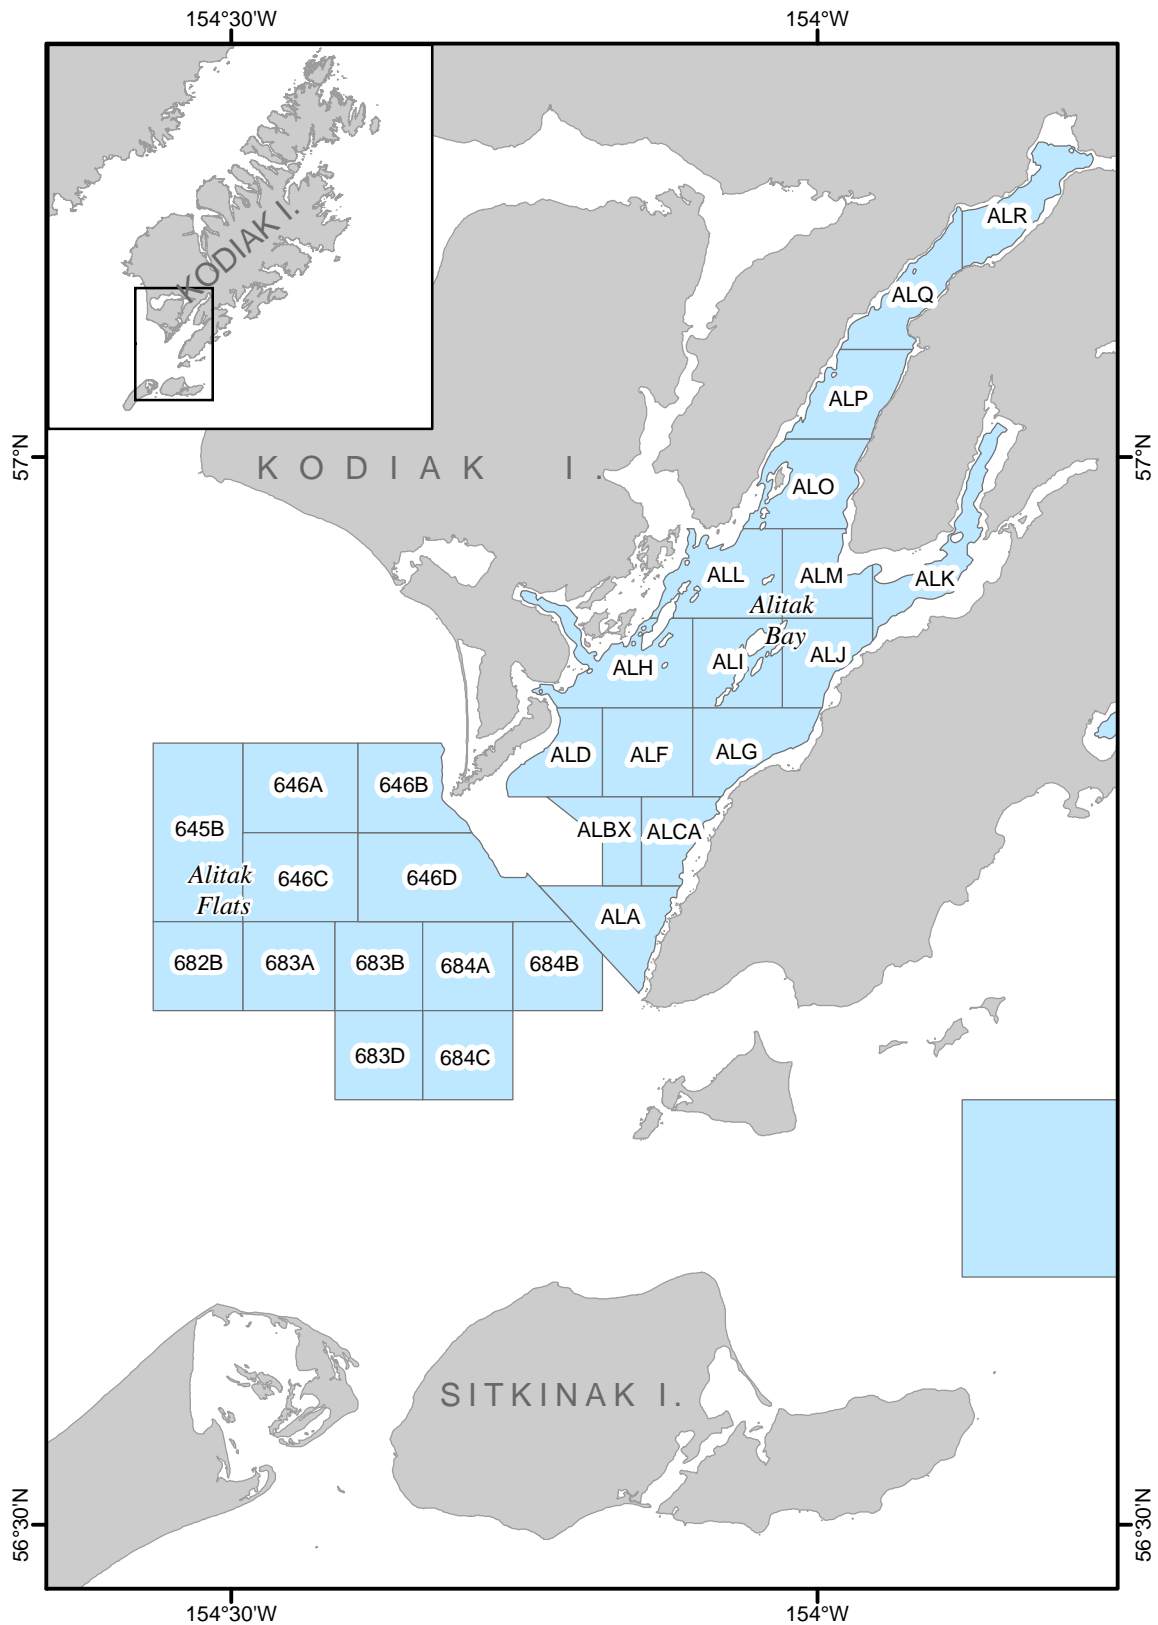 154°30'W
154°W
KODIAK I.
ALR
ALQ
ALP
57°N
57°N
KODIAK I.
ALO
ALL
ALM
ALK
Alitak
Bay
ALH
ALI
ALJ
ALD
ALF
ALG
646A
646B
645B
ALBX
ALCA
Alitak
Flats
646C
646D
ALA
682B
683A
683B
684A
684B
683D
684C
SITKINAK I.
56°30'N
56°30'N
154°30'W
154°W